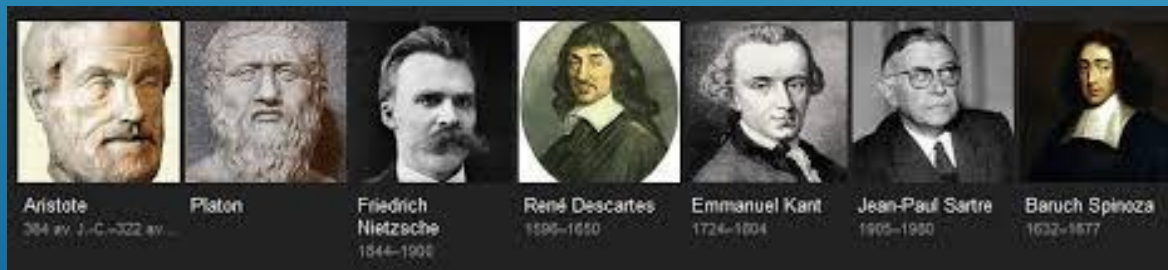 Aristote
384 av. J.-C.–322 av...
Platon
Friedrich
Nietzsche
1844–1900
René Descartes
1596–1650
Emmanuel Kant
1724–1804
Jean-Paul Sartre
1905–1980
Baruch Spinoza
1632–1677